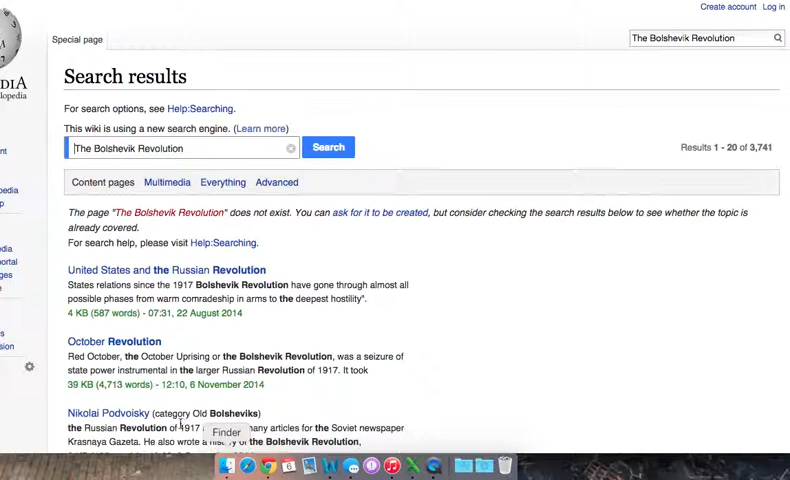 Create account Log in
Special page
The Bolshevik Revolution
Search results
For search options, see Help:Searching.
This wiki is using a new search engine. (Learn more)
The Bolshevik Revolution
Search
Results 1 - 20 of 3,741
Content pages Multimedia Everything Advanced
The page "The Bolshevik Revolution" does not exist. You can ask for it to be created, but consider checking the search results below to see whether the topic is
already covered.
For search help, please visit Help:Searching.
United States and the Russian Revolution
States relations since the 1917 Bolshevik Revolution have gone through almost all
possible phases from warm comradeship in arms to the deepest hostility".
4 KB (587 words) - 07:31, 22 August 2014
October Revolution
Red October, the October Uprising or the Bolshevik Revolution, was a seizure of
state power instrumental in the larger Russian Revolution of 1917. It took
39 KB (4,713 words) - 12:10, 6 November 2014
Nikolai Podvoisky (category Old Bolsheviks)
the Russian Revolution of 1917 many articles for the Soviet newspaper
Krasnaya Gazeta. He also wrote a of the Bolshevik Revolution,
Finder